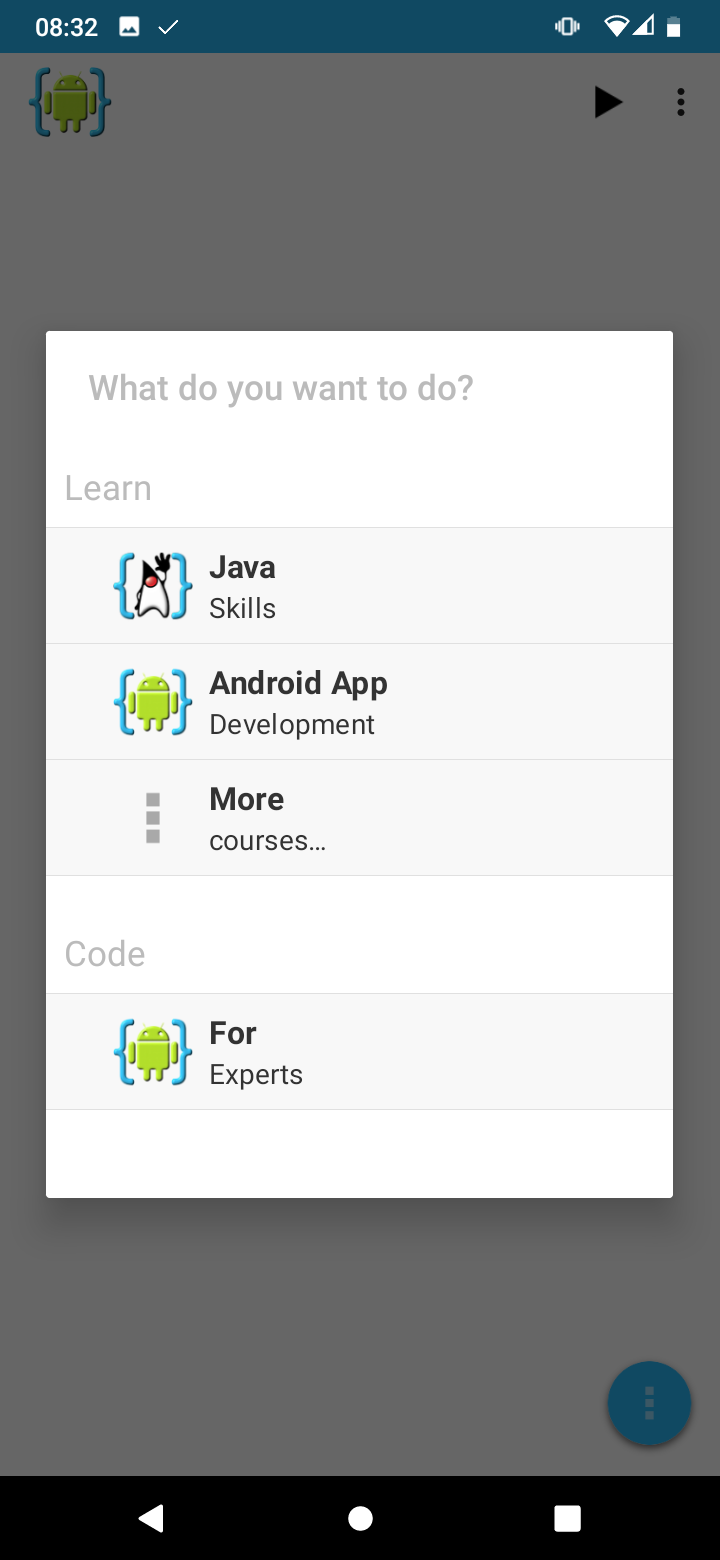 08:32
What do you want to do?
Learn
Java
Skills
Android App
Development
More
courses…
Code
For
Experts